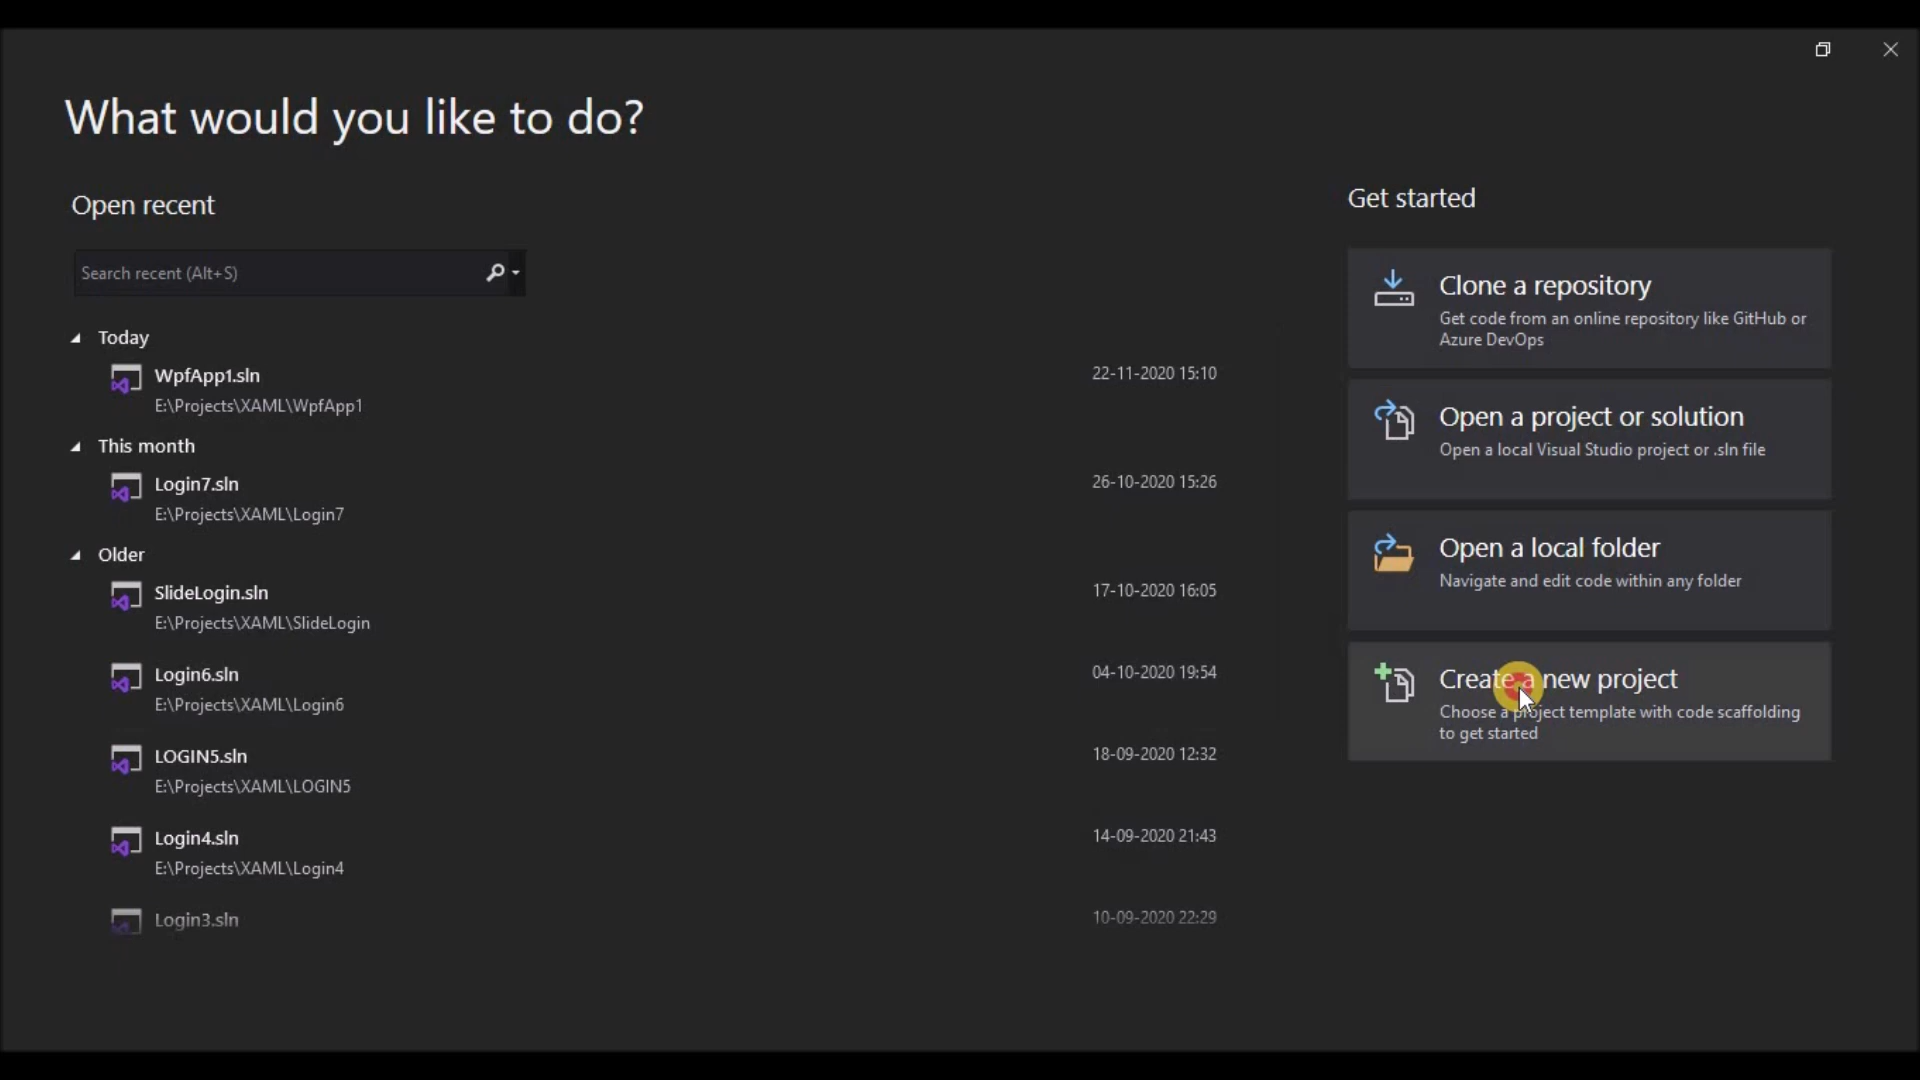 What would you like to do?
Open recent
Search recent (Alt+S)
Today
WpfApp1.sln
22-11-2020 15:10
E:\Projects\XAML\WpfApp1
This month
Login7.sln
26-10-2020 15:26
E:\Projects\XAML\Login7
Older
SlideLogin.sln
17-10-2020 16:05
E:\Projects\XAML\SlideLogin
Login6.sln
04-10-2020 19:54
E:\Projects\XAML\Login6
LOGIN5.sln
18-09-2020 12:32
E:\Projects\XAML\LOGIN5
Login4.sln
14-09-2020 21:43
E:\Projects\XAML\Login4
Login3.sln
10-09-2020 22:29
Get started
Clone a repository
Get code from an online repository like GitHub or
Azure DevOps
Open a project or solution
Open a local Visual Studio project or .sln file
Open a local folder
Navigate and edit code within any folder
Create a new project
Choose a project template with code scaffolding
to get started